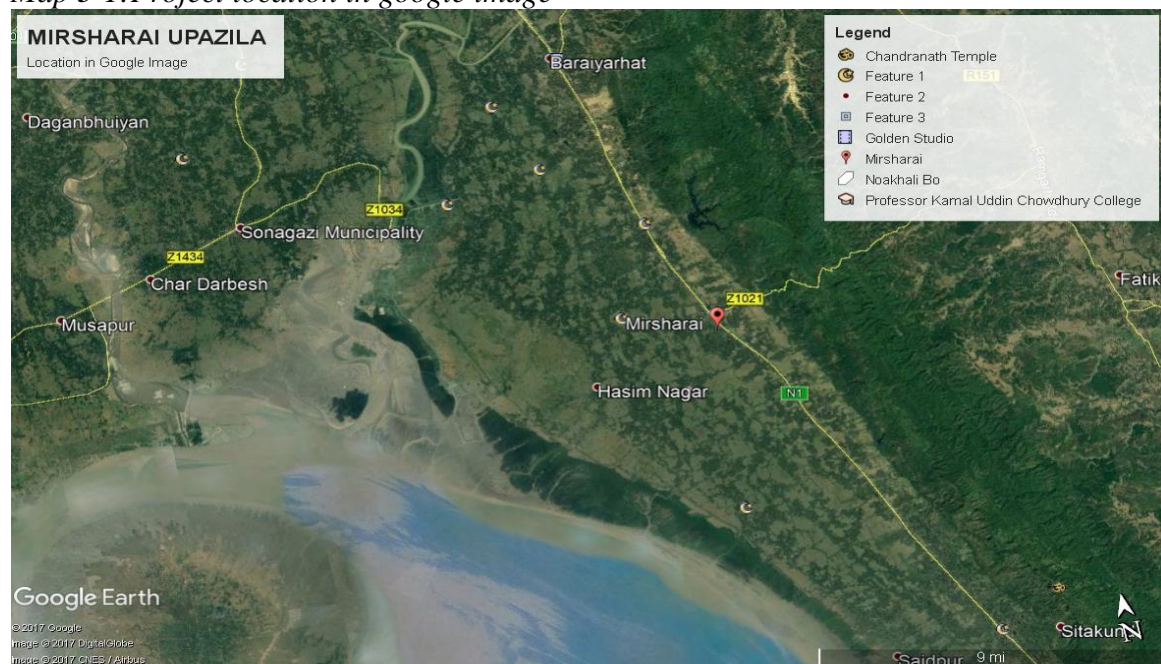 Map 3-1:Project location in google image
MIRSHARAI UPAZILA
Location in Google Image
Legend
Chandranath Temple
Feature 1
Feature 2
Feature 3
Golden Studio
Mirsharai
Noakhali Bo
Professor Kamal Uddin Chowdhury College
R151
Baraiyarhat
Daganbhuiyan
Z1034
Sonagazi Municipality
Z1434
Char Darbesh
Musapur
Z1021
Mirsharai
Fatik
Hasim Nagar
N1
Google Earth
© 2017 Google
Image © 2017 DigitalGlobe
Image © 2017 CNES / Airbus
N
Sitakund
Saidpur
9 mi